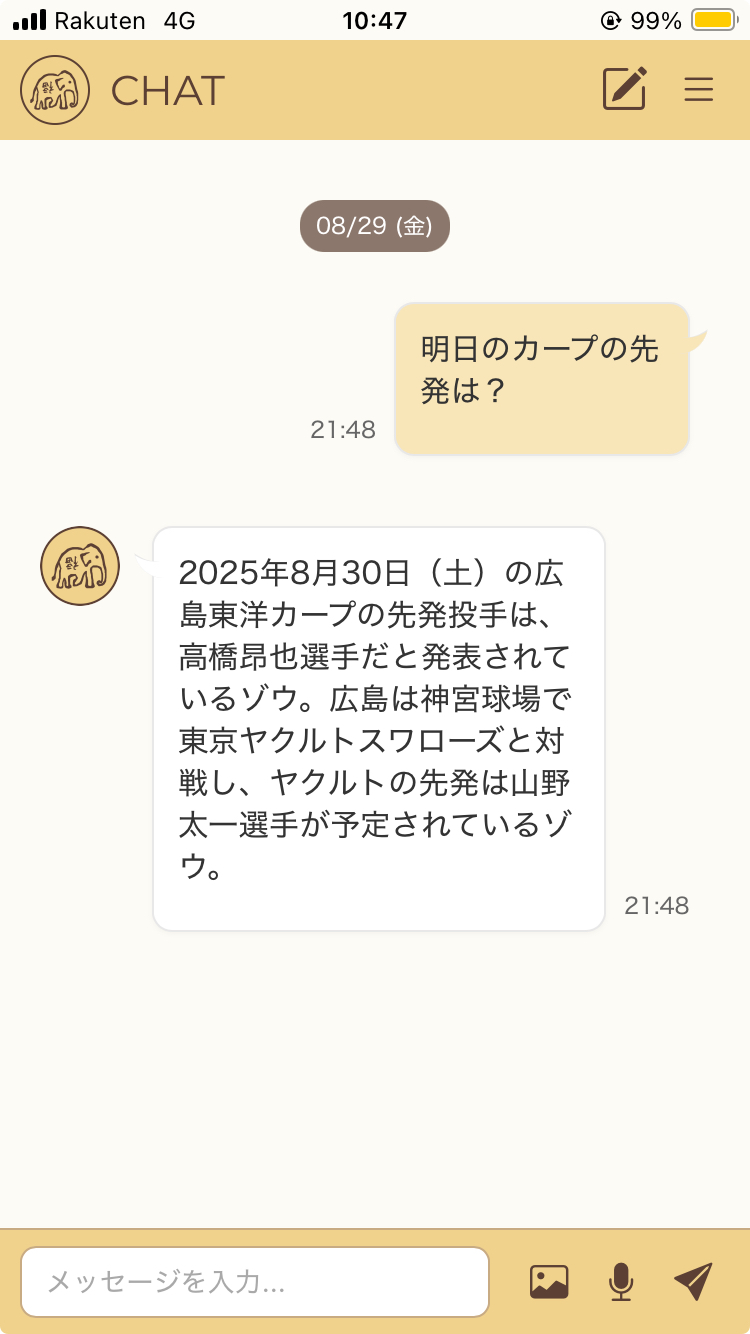 Rakuten 4G 10:47 99%
CHAT
08/29 (金)
明日のカープの先
発は？
21:48
2025年8月30日（土）の広
島東洋カープの先発投手は、
高橋昂也選手だと発表されて
いるゾウ。広島は神宮球場で
東京ヤクルトスワローズと対
戦し、ヤクルトの先発は山野
太一選手が予定されているゾ
ウ。
21:48
メッセージを入力...